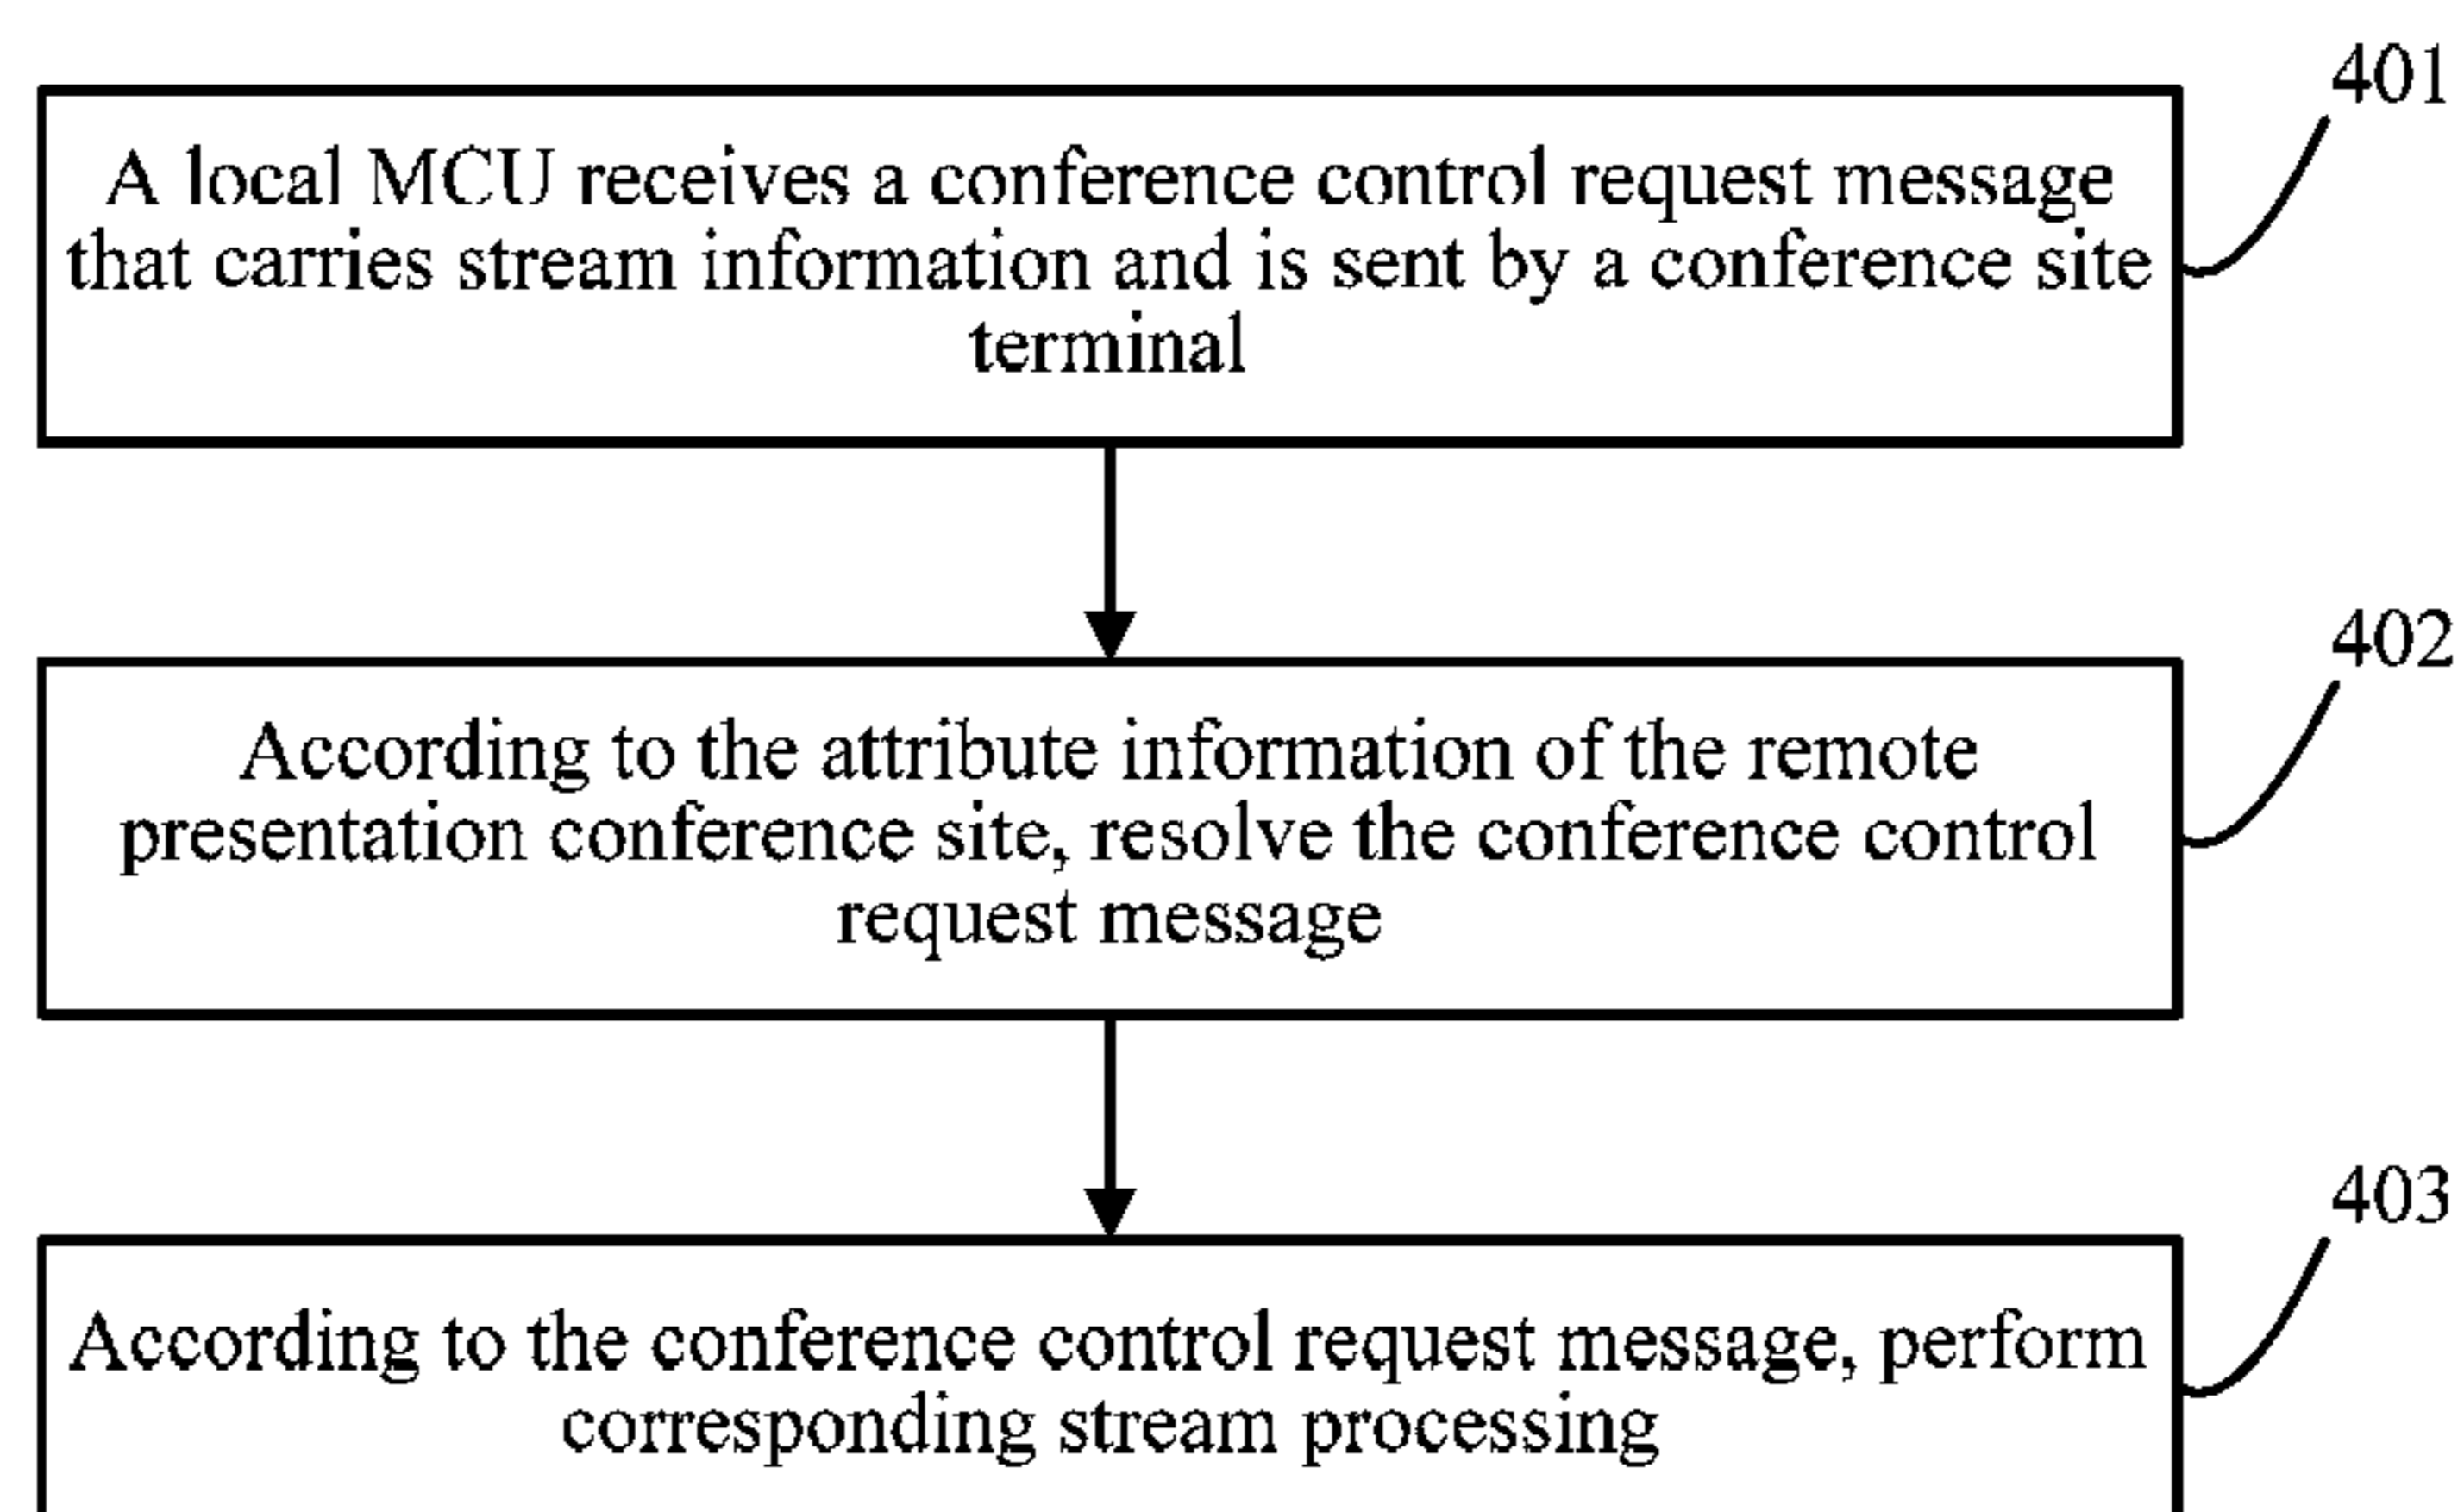 401
A local MCU receives a conference control request message
that carries stream information and is sent by a conference site
terminal
402
According to the attribute information of the remote
presentation conference site, resolve the conference control
request message
403
According to the conference control request message, perform
corresponding stream processing